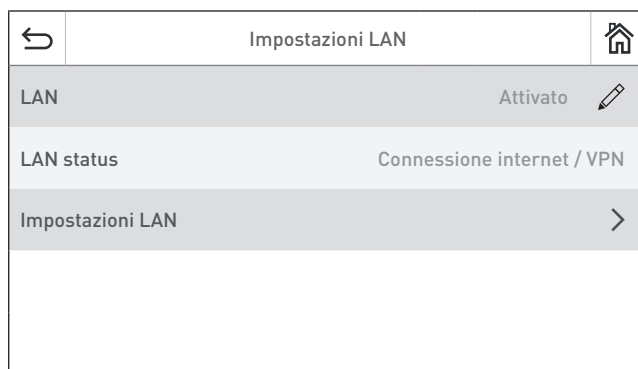 Impostazioni LAN
LAN Attivato
LAN status Connessione internet / VPN
Impostazioni LAN